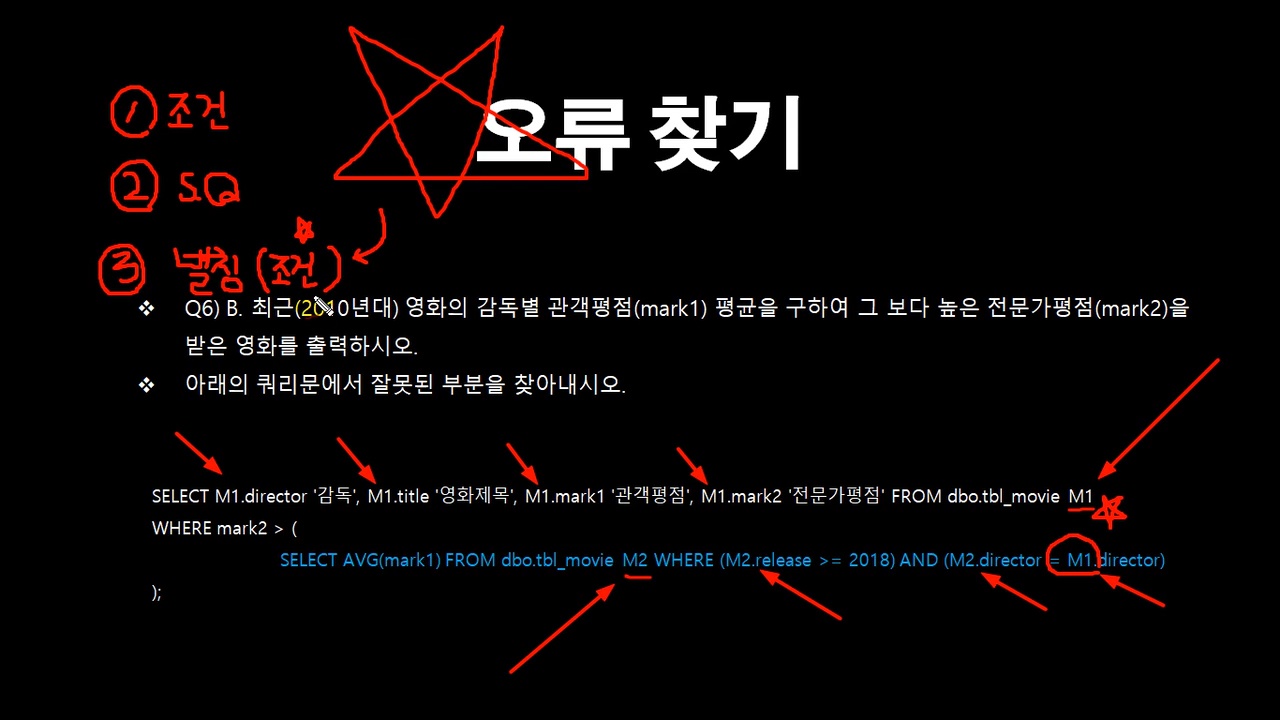 오류 찾기
① 조건
② SQ
③ 별침 (조건)
❖ Q6) B. 최근(2010년대) 영화의 감독별 관객평점(mark1) 평균을 구하여 그 보다 높은 전문가평점(mark2)을
받은 영화를 출력하시오.
❖ 아래의 쿼리문에서 잘못된 부분을 찾아내시오.
SELECT M1.director '감독', M1.title '영화제목', M1.mark1 '관객평점', M1.mark2 '전문가평점' FROM dbo.tbl_movie M1
WHERE mark2 > (
SELECT AVG(mark1) FROM dbo.tbl_movie M2 WHERE (M2.release >= 2018) AND (M2.director = M1.director)
);